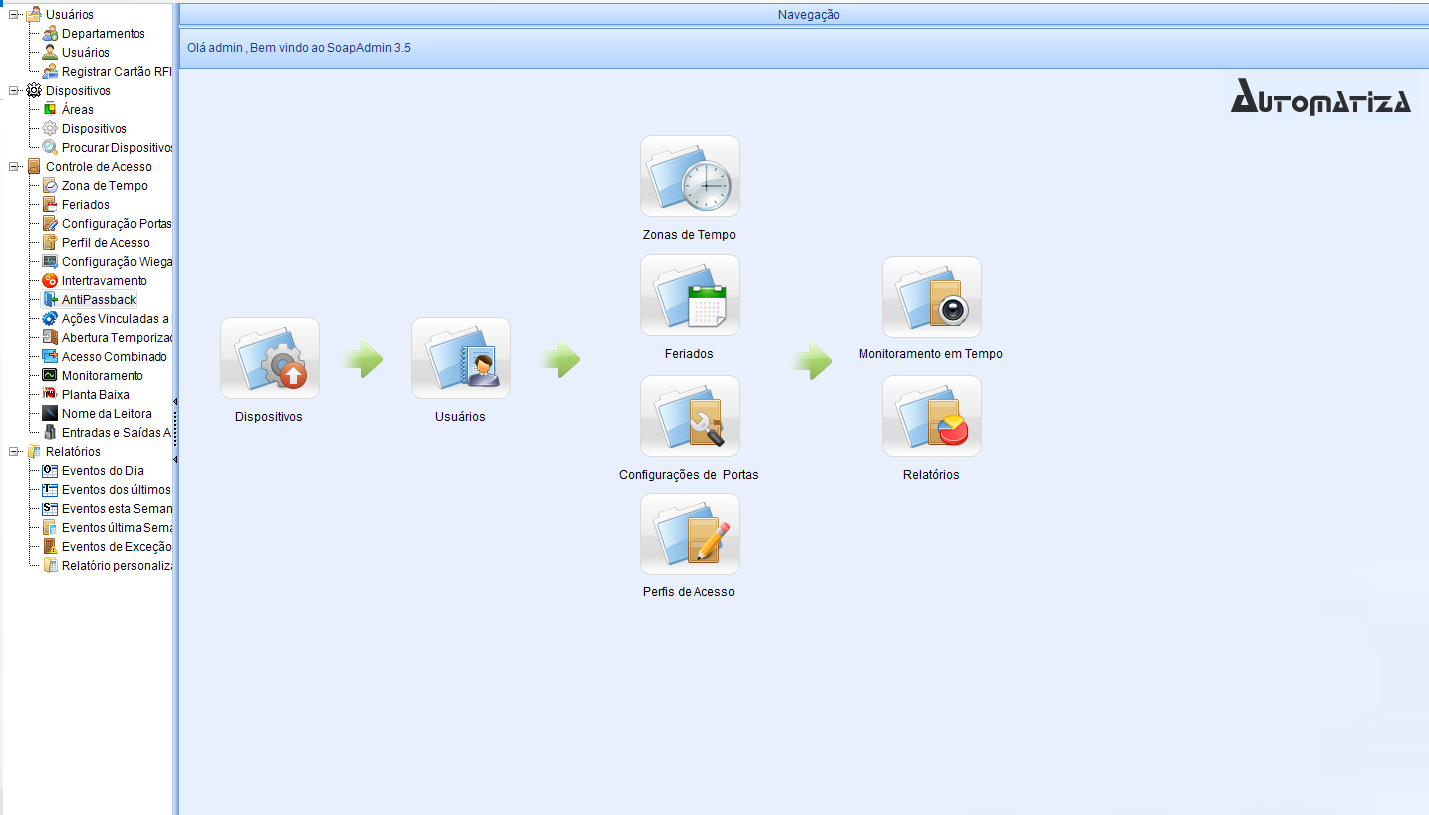 Usuários
Departamentos
Usuários
Registrar Cartão RFI
Dispositivos
Áreas
Dispositivos
Procurar Dispositivos
Controle de Acesso
Zona de Tempo
Feriados
Configuração Portas
Perfil de Acesso
Configuração Wiega
Intertravamento
AntiPassback
Ações Vinculadas a
Abertura Temporizac
Acesso Combinado
Monitoramento
Planta Baixa
Nome da Leitora
Entradas e Saídas A
Relatórios
Eventos do Dia
Eventos dos últimos
Eventos esta Seman
Eventos última Sema
Eventos de Exceção
Relatório personaliza
Navegação
Olá admin , Bem vindo ao SoapAdmin 3.5
AUTOMATIZA
Dispositivos
Usuários
Zonas de Tempo
Feriados
Configurações de  Portas
Perfis de Acesso
Monitoramento em Tempo
Relatórios